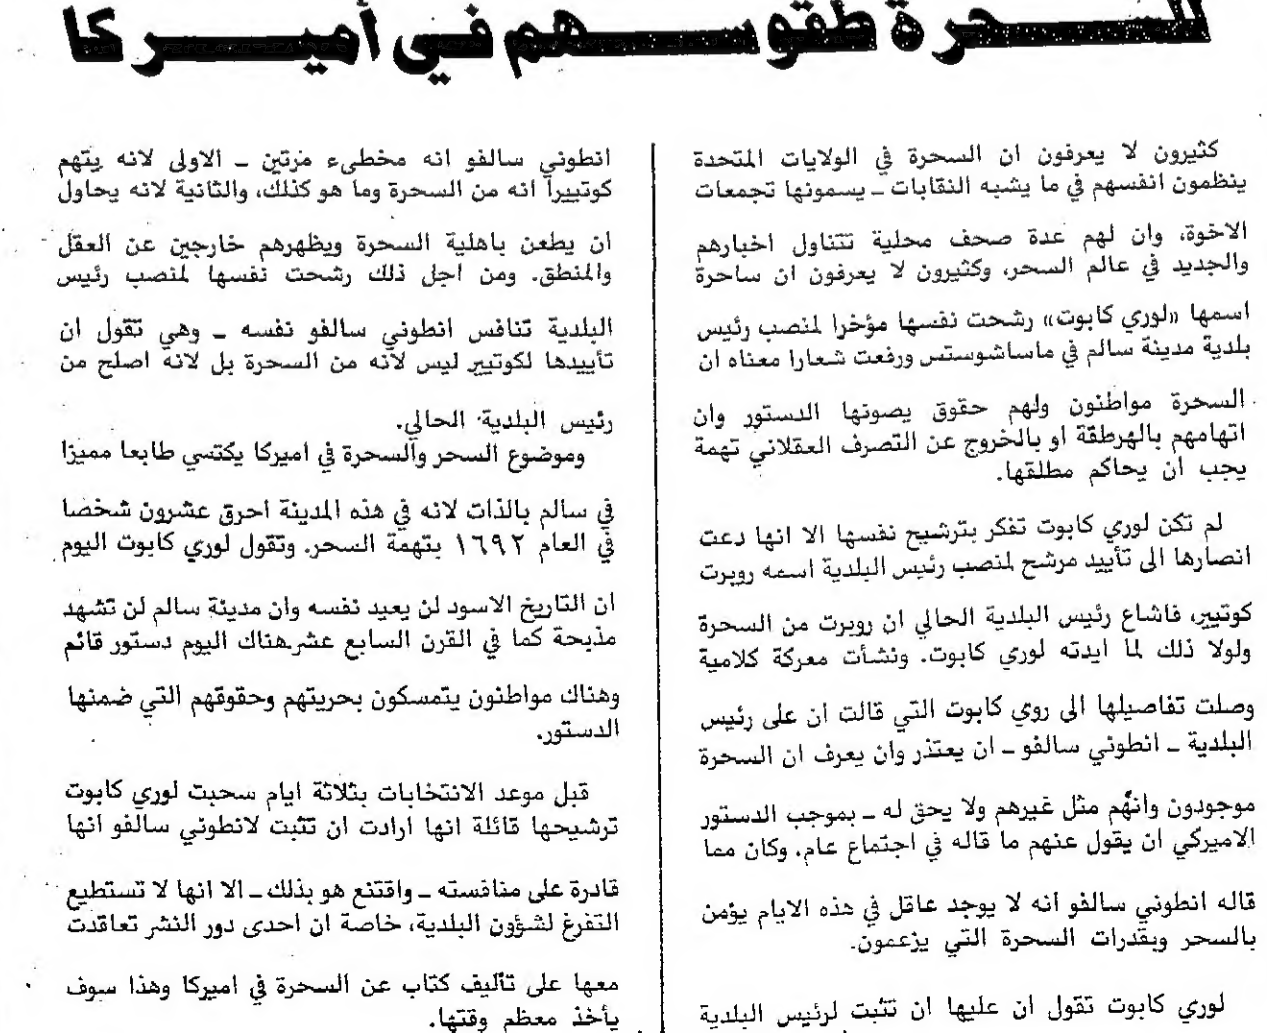 للسحرة طقوسهم في أميركا
كثيرون لا يعرفون ان السحرة في الولايات المتحدة
ينظمون انفسهم في ما يشبه النقابات ـ يسمونها تجمعات
الاخوة، وان لهم عدة صحف محلية تتناول اخبارهم
والجديد في عالم السحر، وكثيرون لا يعرفون ان ساحرة
اسمها «لوري كابوت» رشحت نفسها مؤخرا لمنصب رئيس
بلدية مدينة سالم في ماساشوستس ورفعت شعارا معناه ان
السحرة مواطنون ولهم حقوق يصونها الدستور وان
اتهامهم بالهرطقة او بالخروج عن التصرف العقلاني تهمة
يجب ان يحاكم مطلقها.
لم تكن لوري كابوت تفكر بترشيح نفسها الا انها دعت
انصارها الى تأييد مرشح لمنصب رئيس البلدية اسمه روبرت
كوتيير، فاشاع رئيس البلدية الحالي ان روبرت من السحرة
ولولا ذلك لما ايدته لوري كابوت. ونشأت معركة كلامية
وصلت تفاصيلها الى روي كابوت التي قالت ان على رئيس
البلدية ـ انطوني سالفو ـ ان يعتذر وان يعرف ان السحرة
موجودون وانهم مثل غيرهم ولا يحق له ـ بموجب الدستور
الاميركي ان يقول عنهم ما قاله في اجتماع عام. وكان مما
قاله انطوني سالفو انه لا يوجد عاقل في هذه الايام يؤمن
بالسحر وبقدرات السحرة التي يزعمون.
لوري كابوت تقول ان عليها ان تثبت لرئيس البلدية
انطوني سالفو انه مخطىء مرتين ـ الاولى لانه يتهم
كوتييرا انه من السحرة وما هو كذلك، والثانية لانه يحاول
ان يطعن باهلية السحرة ويظهرهم خارجين عن العقل
والمنطق. ومن اجل ذلك رشحت نفسها لمنصب رئيس
البلدية تنافس انطوني سالفو نفسه ـ وهي تقول ان
تأييدها لكوتيير ليس لانه من السحرة بل لانه اصلح من
رئيس البلدية الحالي.
وموضوع السحر والسحرة في اميركا يكتسي طابعا مميزا
في سالم بالذات لانه في هذه المدينة احرق عشرون شخصا
في العام ١٦٩٢ بتهمة السحر. وتقول لوري كابوت اليوم
ان التاريخ الاسود لن يعيد نفسه وان مدينة سالم لن تشهد
مذبحة كما في القرن السابع عشر هناك اليوم دستور قائم
وهناك مواطنون يتمسكون بحريتهم وحقوقهم التي ضمنها
الدستور.
قبل موعد الانتخابات بثلاثة ايام سحبت لوري كابوت
ترشيحها قائلة انها ارادت ان تثبت لانطوني سالفو انها
قادرة على منافسته ـ واقتنع هو بذلك ـ الا انها لا تستطيع
التفرغ لشؤون البلدية، خاصة ان احدى دور النشر تعاقدت
معها على تأليف كتاب عن السحرة في اميركا وهذا سوف
يأخذ معظم وقتها.